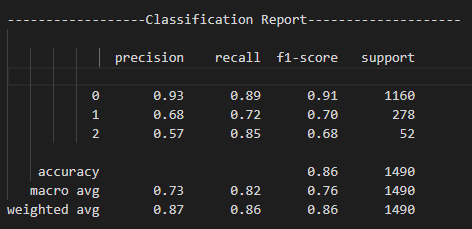 ------------------Classification Report--------------------
precision recall f1-score support
0 0.93 0.89 0.91 1160
1 0.68 0.72 0.70 278
2 0.57 0.85 0.68 52
accuracy 0.86 1490
macro avg 0.73 0.82 0.76 1490
weighted avg 0.87 0.86 0.86 1490